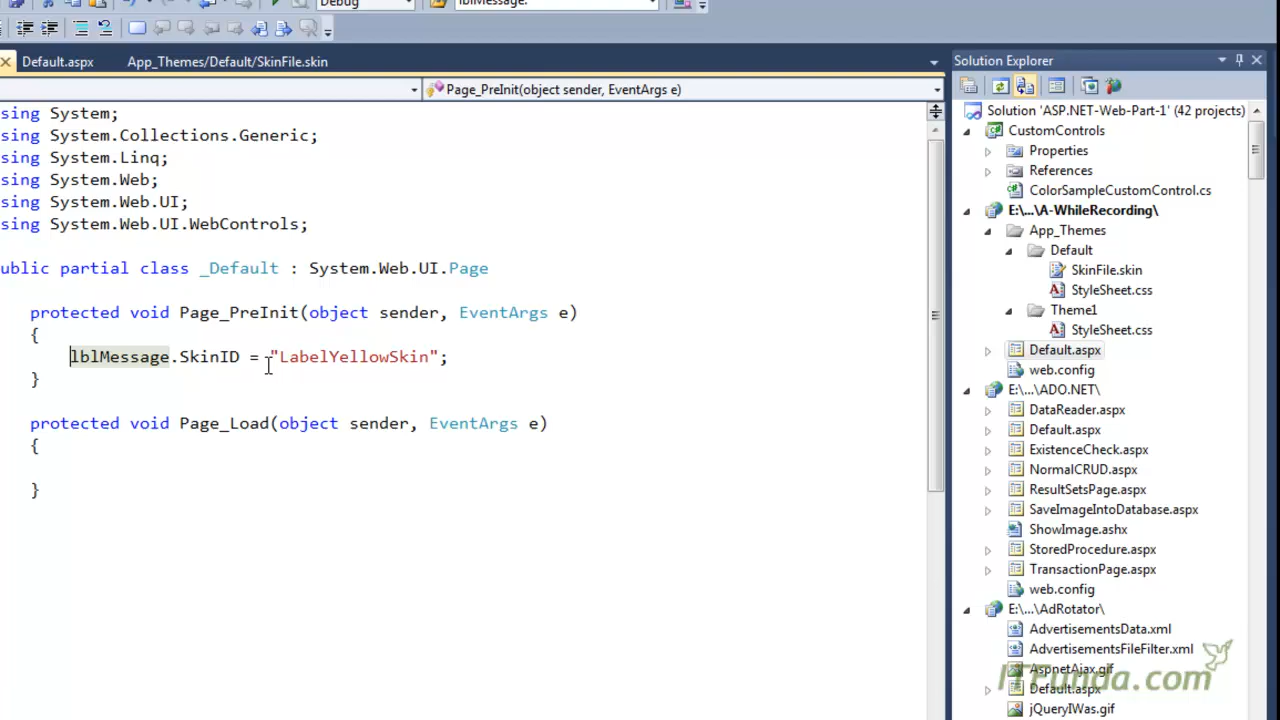 Debug
lblMessage.
Default.aspx
App_Themes/Default/SkinFile.skin
Page_PreInit(object sender, EventArgs e)
sing System;
sing System.Collections.Generic;
sing System.Linq;
sing System.Web;
sing System.Web.UI;
sing System.Web.UI.WebControls;
ublic partial class _Default : System.Web.UI.Page
protected void Page_PreInit(object sender, EventArgs e)
{
lblMessage.SkinID = "LabelYellowSkin";
}
protected void Page_Load(object sender, EventArgs e)
{
}
Solution Explorer
Solution 'ASP.NET-Web-Part-1' (42 projects)
CustomControls
Properties
References
ColorSampleCustomControl.cs
E:\...\A-WhileRecording\
App_Themes
Default
SkinFile.skin
StyleSheet.css
Theme1
StyleSheet.css
Default.aspx
web.config
E:\...\ADO.NET\
DataReader.aspx
Default.aspx
ExistenceCheck.aspx
NormalCRUD.aspx
ResultSetsPage.aspx
SaveImageIntoDatabase.aspx
ShowImage.ashx
StoredProcedure.aspx
TransactionPage.aspx
web.config
E:\...\AdRotator\
AdvertisementsData.xml
AdvertisementsFileFilter.xml
AspnetAjax.gif
Default.aspx
jQueryIWas.gif
ITFunda.com